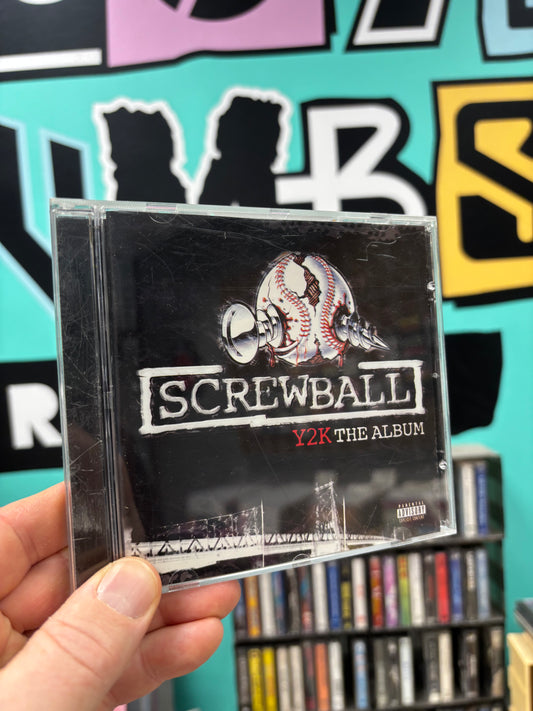 SCREWBALL
Y2K THE ALBUM
PARENTAL
ADVISORY
EXPLICIT CONTENT
B
S
R